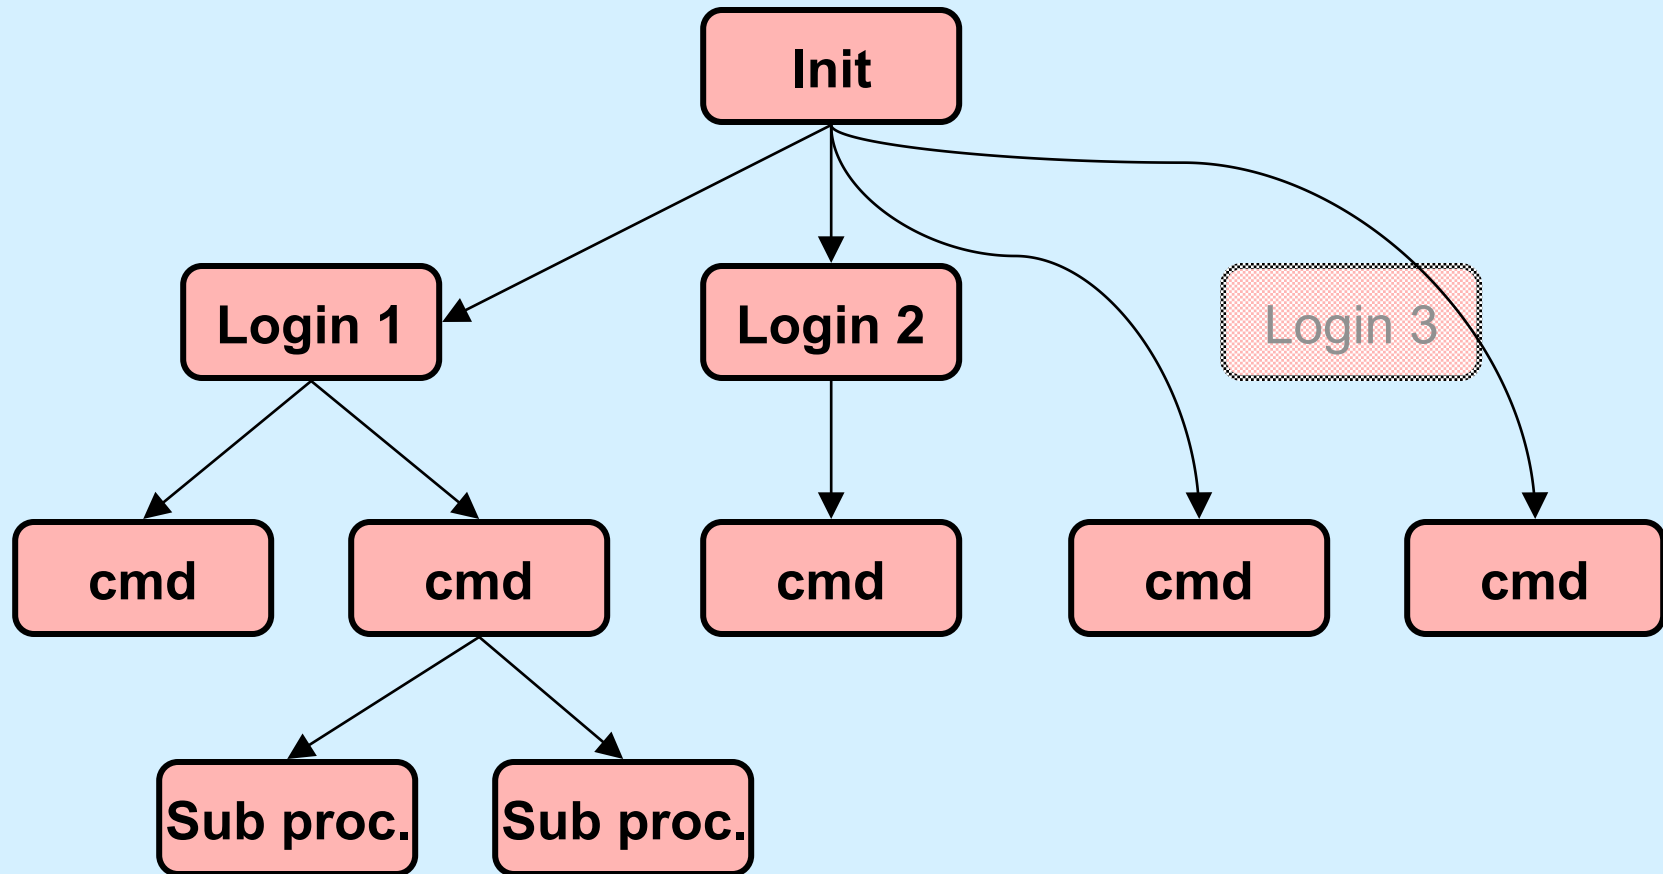 Init
Login 1
Login 2
Login 3
cmd
cmd
cmd
cmd
cmd
Sub proc.
Sub proc.